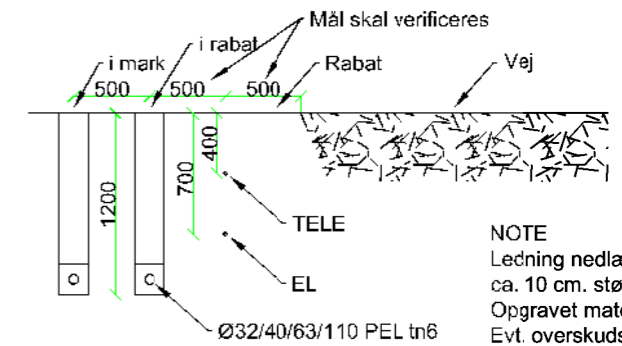 Mål skal verificeres
i mark
i rabat
Rabat
Vej
500
500
500
400
700
1200
TELE
EL
Ø32/40/63/110 PEL tn6
NOTE
Ledning nedlæ
ca. 10 cm. stø
Opgravet mate
Evt. overskuds